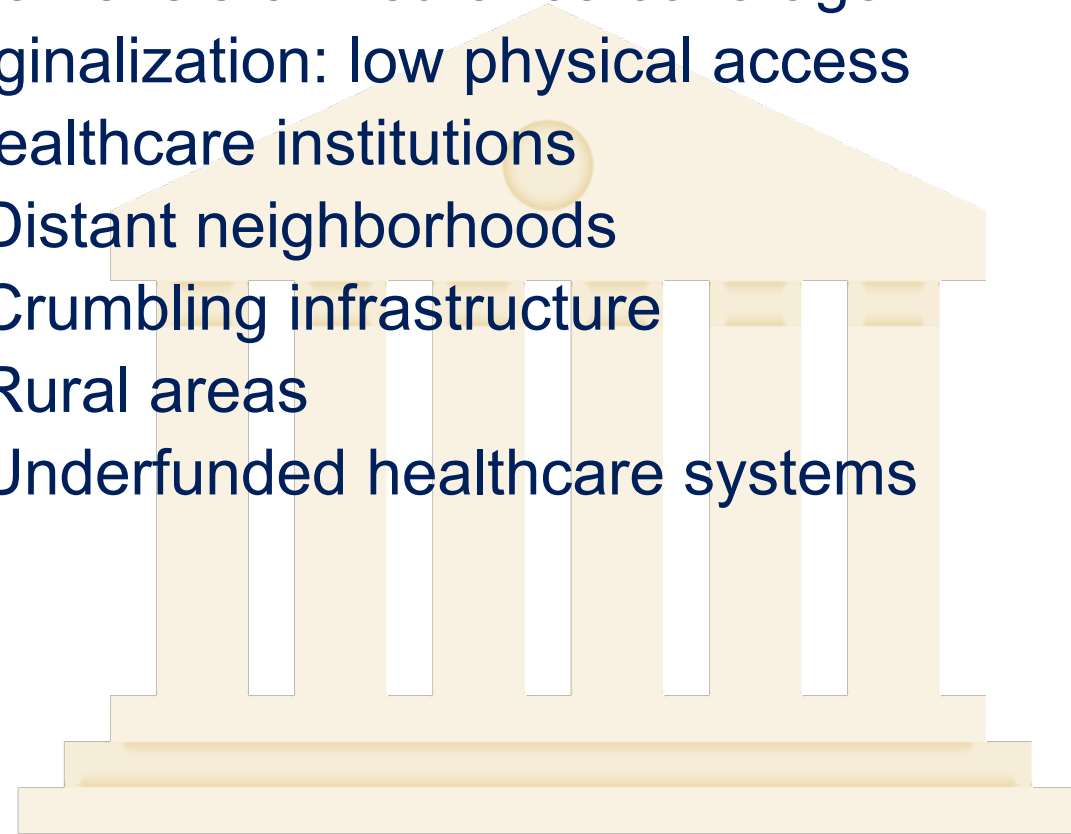 ginalization: low physical access
ealthcare institutions
Distant neighborhoods
Crumbling infrastructure
Rural areas
Underfunded healthcare systems